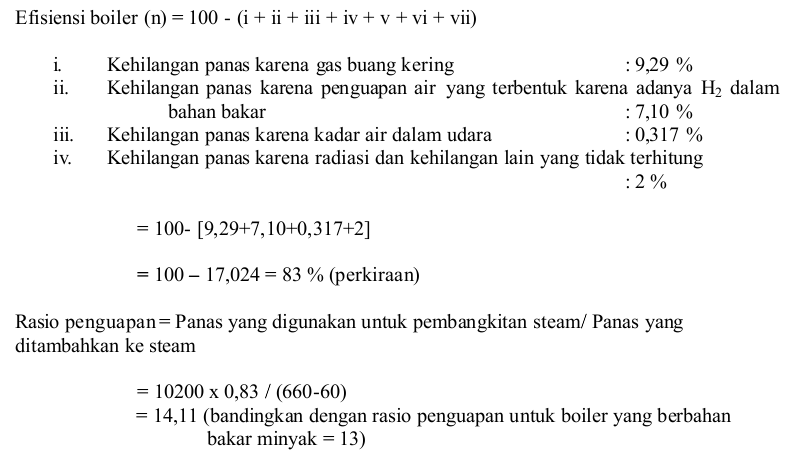 Efisiensi boiler (n) = 100 - (i + ii + iii + iv + v + vi + vii)
i. Kehilangan panas karena gas buang kering : 9,29 %
ii. Kehilangan panas karena penguapan air yang terbentuk karena adanya H₂ dalam
bahan bakar : 7,10 %
iii. Kehilangan panas karena kadar air dalam udara : 0,317 %
iv. Kehilangan panas karena radiasi dan kehilangan lain yang tidak terhitung
: 2 %
= 100- [9,29+7,10+0,317+2]
= 100 – 17,024 = 83 % (perkiraan)
Rasio penguapan = Panas yang digunakan untuk pembangkitan steam/ Panas yang
ditambahkan ke steam
= 10200 x 0,83 / (660-60)
= 14,11 (bandingkan dengan rasio penguapan untuk boiler yang berbahan
bakar minyak = 13)